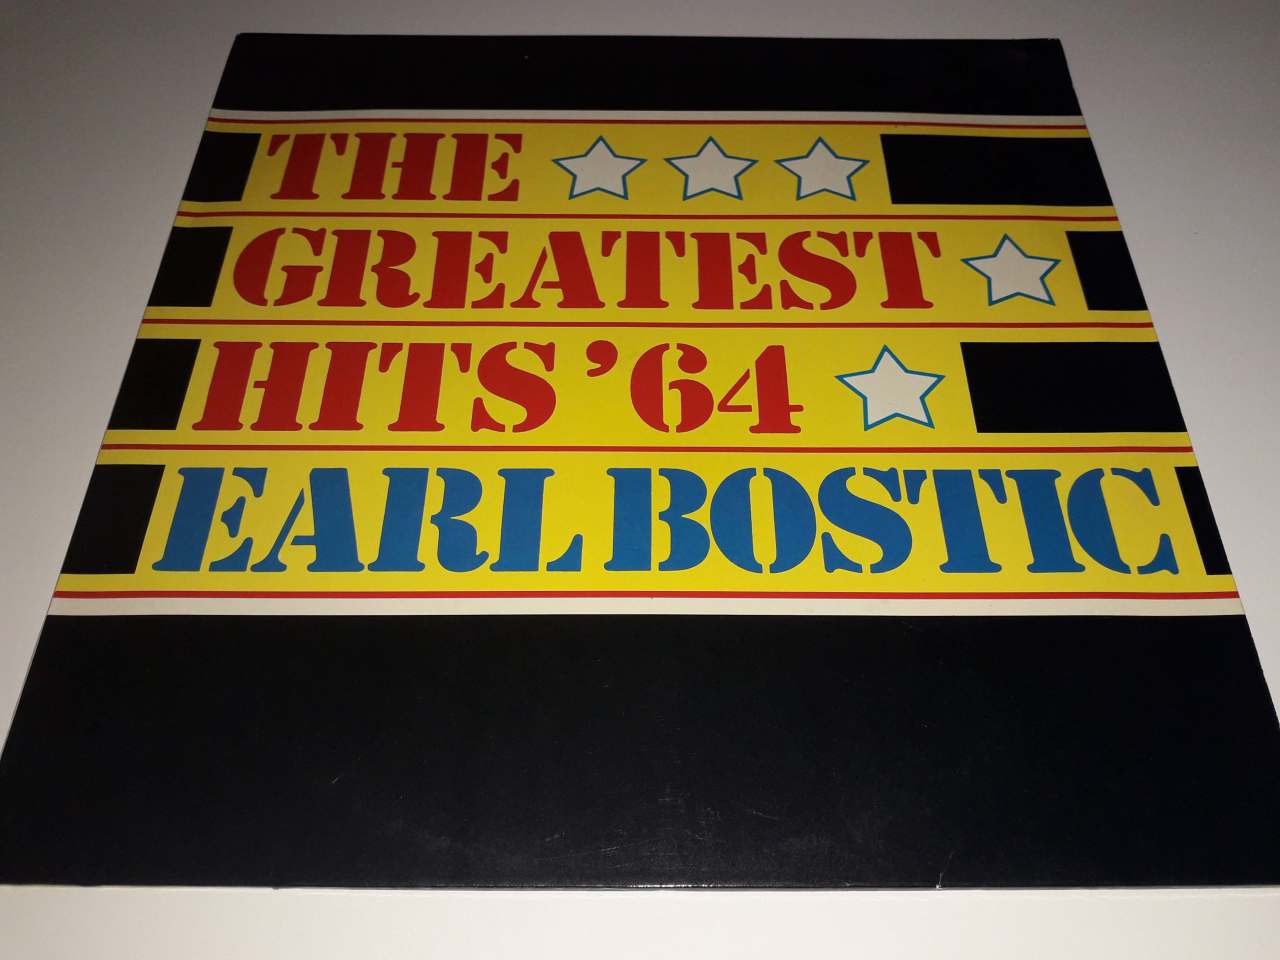 THE
GREATEST
HITS '64
EARL BOSTIC